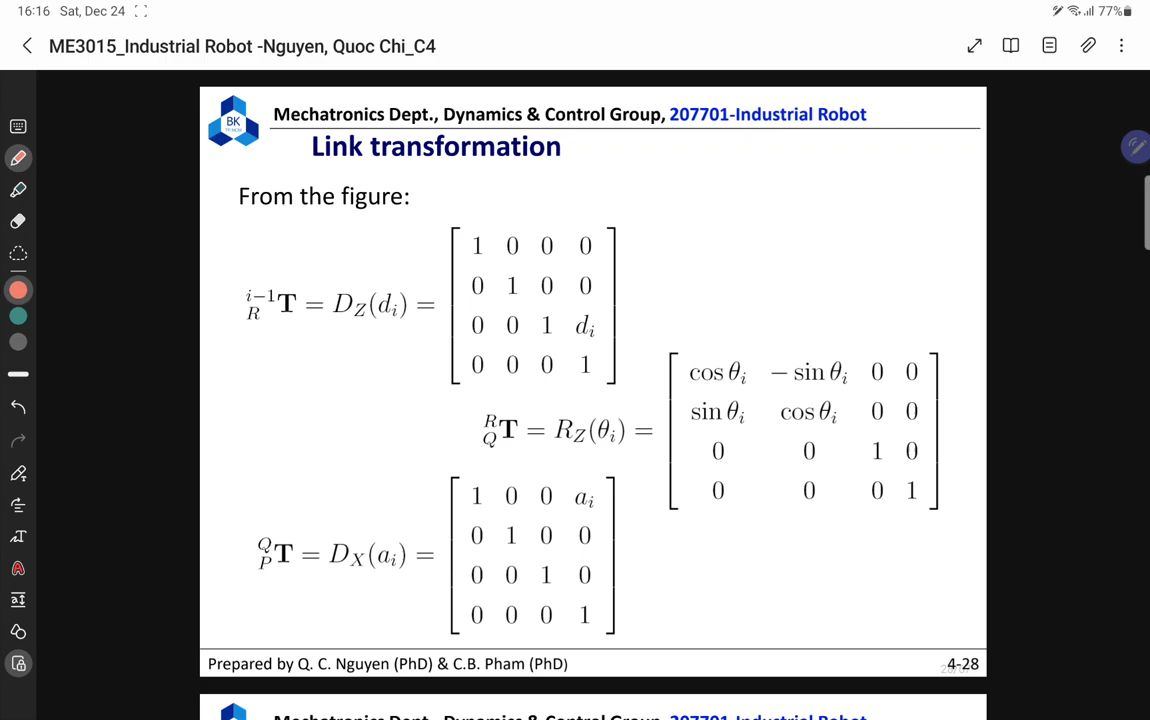 16:16 Sat, Dec 24 77%
ME3015_Industrial Robot -Nguyen, Quoc Chi_C4
BK
TP.HCM
Mechatronics Dept., Dynamics & Control Group, 207701-Industrial Robot
Link transformation
From the figure:
1 0 0 0
0 1 0 0
^{i−1}_R T = D_Z(d_i) =
0 0 1 d_i
0 0 0 1
cos θ_i − sin θ_i 0 0
sin θ_i cos θ_i 0 0
^R_Q T = R_Z(θ_i) =
0 0 1 0
0 0 0 1
1 0 0 a_i
0 1 0 0
^Q_P T = D_X(a_i) =
0 0 1 0
0 0 0 1
Prepared by Q. C. Nguyen (PhD) & C.B. Pham (PhD) 4-28
Mechatronics Dept., Dynamics & Control Group, 207701-Industrial Robot